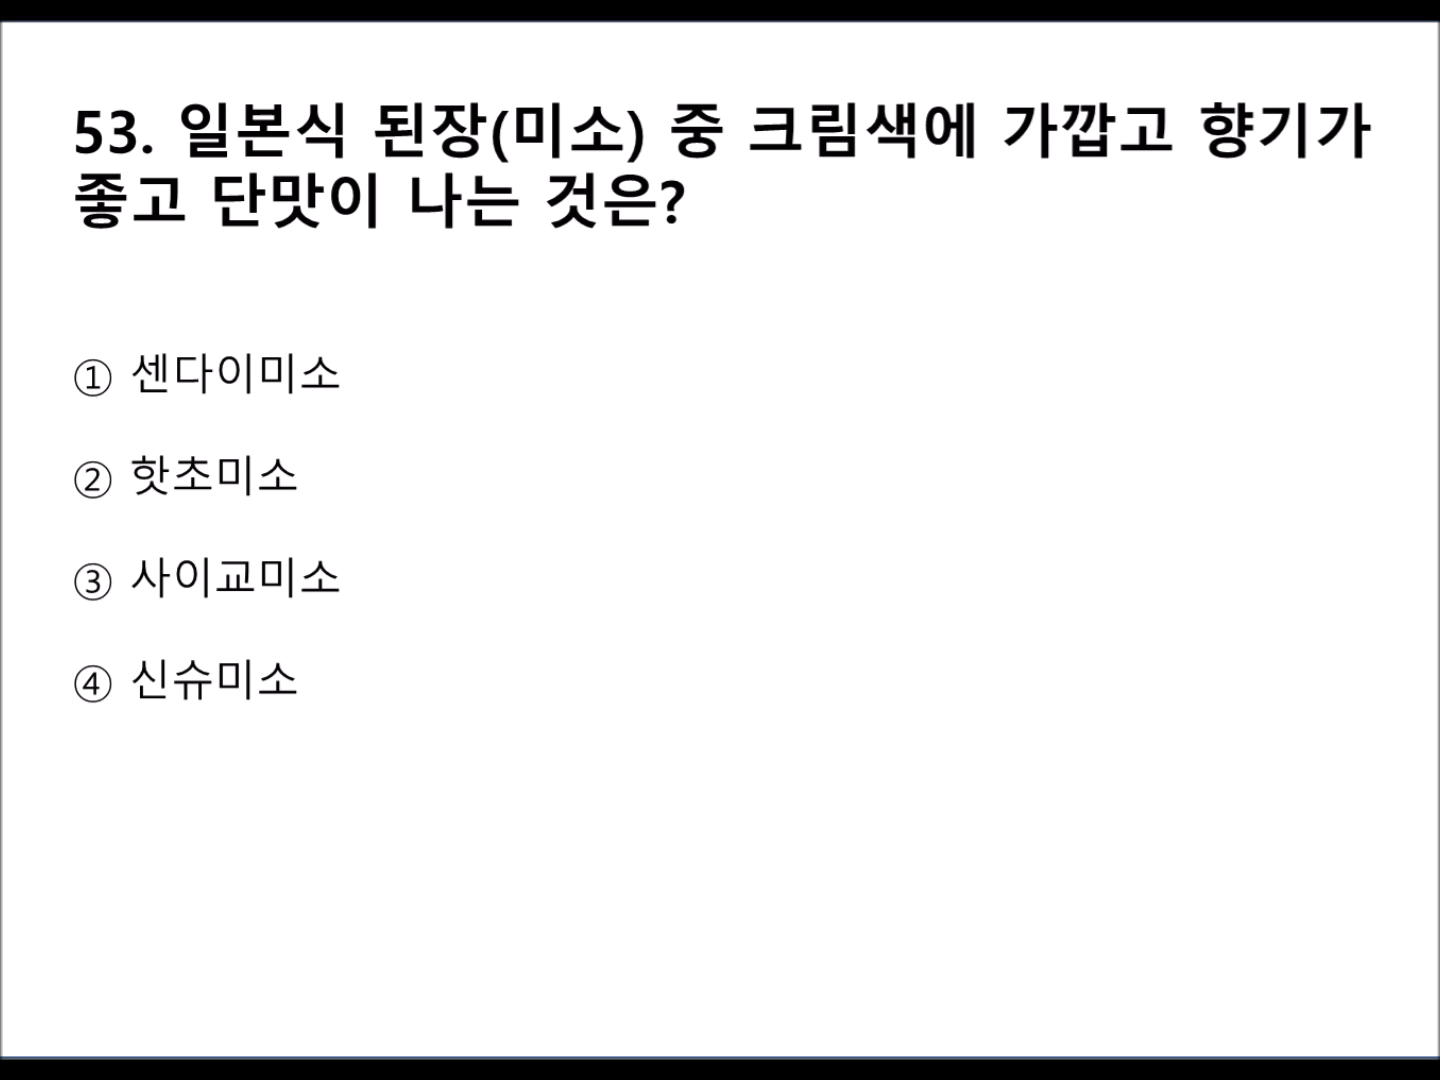 53. 일본식 된장(미소) 중 크림색에 가깝고 향기가
좋고 단맛이 나는 것은?
① 센다이미소
② 핫초미소
③ 사이교미소
④ 신슈미소